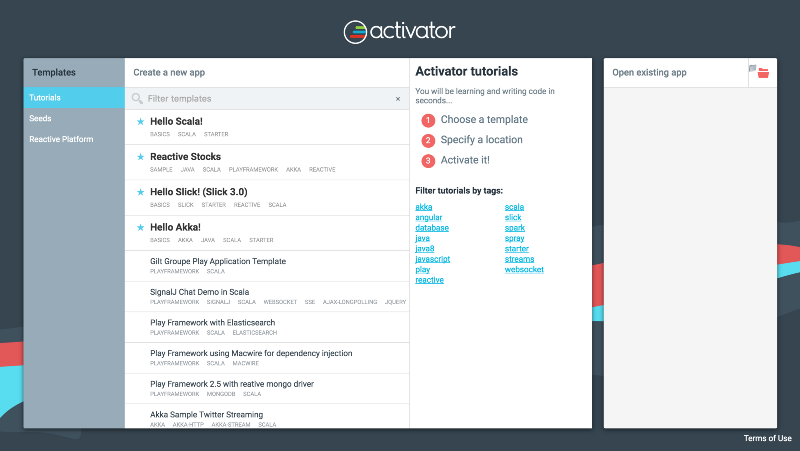 activator
Templates
Tutorials
Seeds
Reactive Platform
Create a new app
Filter templates ×
Hello Scala!
BASICS SCALA STARTER
Reactive Stocks
SAMPLE JAVA SCALA PLAYFRAMEWORK AKKA REACTIVE
Hello Slick! (Slick 3.0)
BASICS SLICK STARTER REACTIVE SCALA
Hello Akka!
BASICS AKKA JAVA SCALA STARTER
Gilt Groupe Play Application Template
PLAYFRAMEWORK SCALA
SignalJ Chat Demo in Scala
PLAYFRAMEWORK SIGNALJ SCALA WEBSOCKET SSE AJAX-LONGPOLLING JQUERY
Play Framework with Elasticsearch
PLAYFRAMEWORK SCALA ELASTICSEARCH
Play Framework using Macwire for dependency injection
PLAYFRAMEWORK SCALA MACWIRE
Play Framework 2.5 with reative mongo driver
PLAYFRAMEWORK MONGODB SCALA
Akka Sample Twitter Streaming
AKKA AKKA-HTTP AKKA-STREAM SCALA
Activator tutorials
You will be learning and writing code in
seconds...
1 Choose a template
2 Specify a location
3 Activate it!
Filter tutorials by tags:
akka
angular
database
java
java8
javascript
play
reactive
scala
slick
spark
spray
starter
streams
websocket
Open existing app
Terms of Use